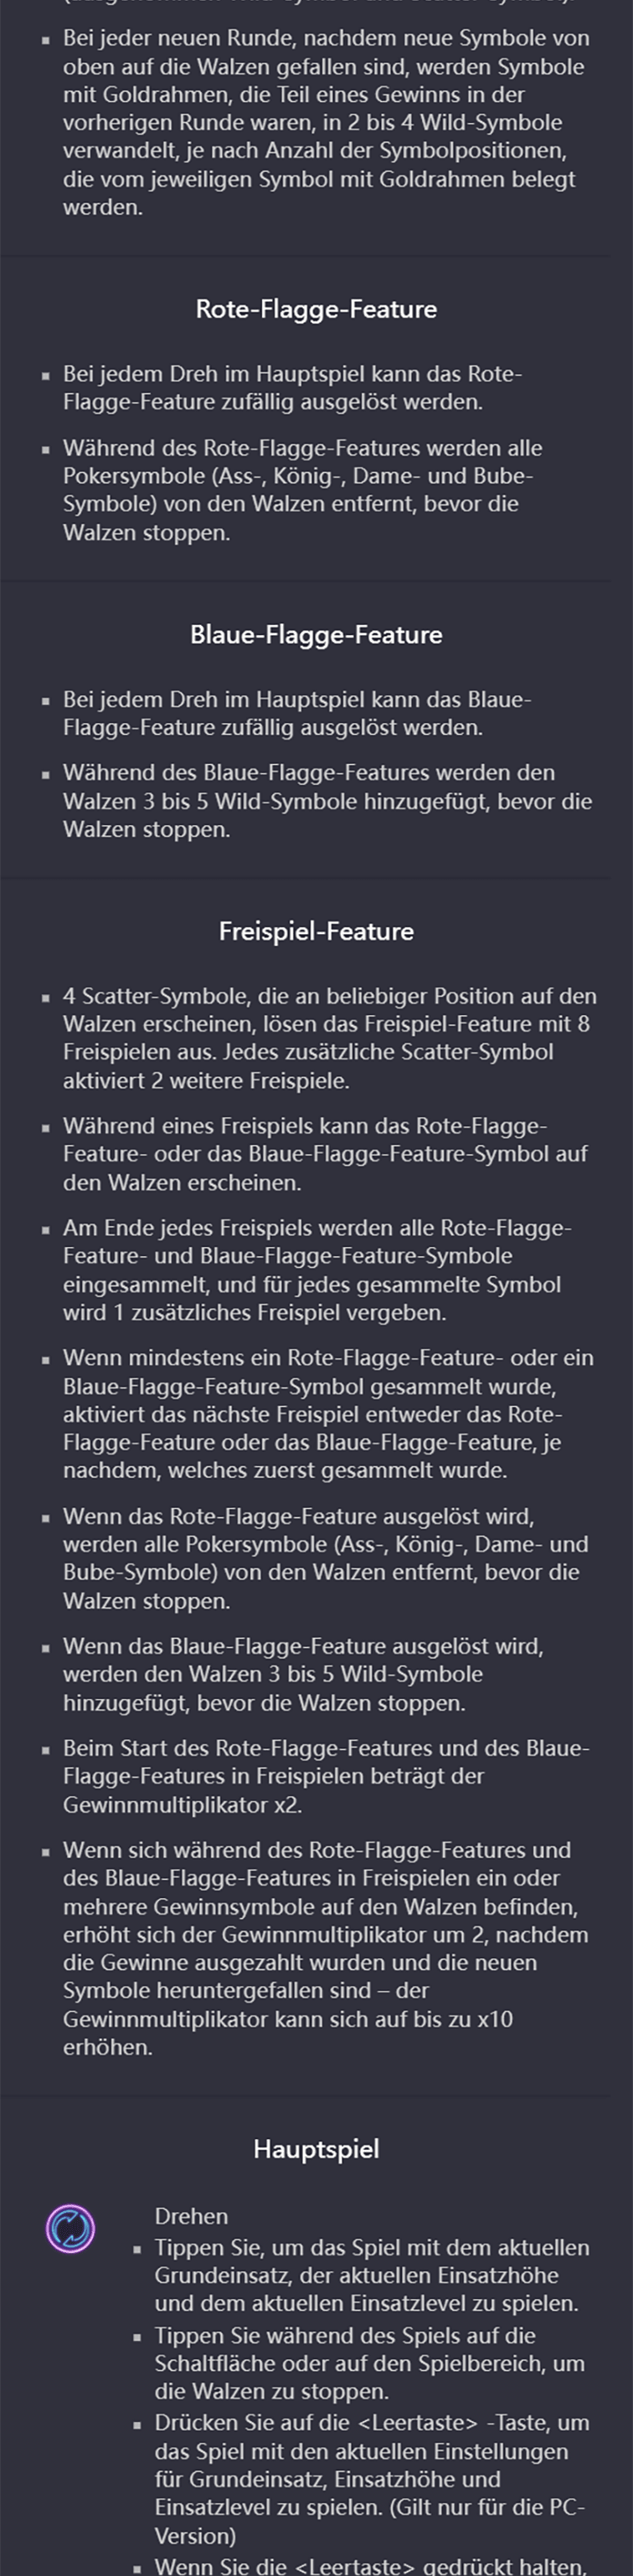 Bei jeder neuen Runde, nachdem neue Symbole von
oben auf die Walzen gefallen sind, werden Symbole
mit Goldrahmen, die Teil eines Gewinns in der
vorherigen Runde waren, in 2 bis 4 Wild-Symbole
verwandelt, je nach Anzahl der Symbolpositionen,
die vom jeweiligen Symbol mit Goldrahmen belegt
werden.
Rote-Flagge-Feature
Bei jedem Dreh im Hauptspiel kann das Rote-
Flagge-Feature zufällig ausgelöst werden.
Während des Rote-Flagge-Features werden alle
Pokersymbole (Ass-, König-, Dame- und Bube-
Symbole) von den Walzen entfernt, bevor die
Walzen stoppen.
Blaue-Flagge-Feature
Bei jedem Dreh im Hauptspiel kann das Blaue-
Flagge-Feature zufällig ausgelöst werden.
Während des Blaue-Flagge-Features werden den
Walzen 3 bis 5 Wild-Symbole hinzugefügt, bevor die
Walzen stoppen.
Freispiel-Feature
4 Scatter-Symbole, die an beliebiger Position auf den
Walzen erscheinen, lösen das Freispiel-Feature mit 8
Freispielen aus. Jedes zusätzliche Scatter-Symbol
aktiviert 2 weitere Freispiele.
Während eines Freispiels kann das Rote-Flagge-
Feature- oder das Blaue-Flagge-Feature-Symbol auf
den Walzen erscheinen.
Am Ende jedes Freispiels werden alle Rote-Flagge-
Feature- und Blaue-Flagge-Feature-Symbole
eingesammelt, und für jedes gesammelte Symbol
wird 1 zusätzliches Freispiel vergeben.
Wenn mindestens ein Rote-Flagge-Feature- oder ein
Blaue-Flagge-Feature-Symbol gesammelt wurde,
aktiviert das nächste Freispiel entweder das Rote-
Flagge-Feature oder das Blaue-Flagge-Feature, je
nachdem, welches zuerst gesammelt wurde.
Wenn das Rote-Flagge-Feature ausgelöst wird,
werden alle Pokersymbole (Ass-, König-, Dame- und
Bube-Symbole) von den Walzen entfernt, bevor die
Walzen stoppen.
Wenn das Blaue-Flagge-Feature ausgelöst wird,
werden den Walzen 3 bis 5 Wild-Symbole
hinzugefügt, bevor die Walzen stoppen.
Beim Start des Rote-Flagge-Features und des Blaue-
Flagge-Features in Freispielen beträgt der
Gewinnmultiplikator x2.
Wenn sich während des Rote-Flagge-Features und
des Blaue-Flagge-Features in Freispielen ein oder
mehrere Gewinnsymbole auf den Walzen befinden,
erhöht sich der Gewinnmultiplikator um 2, nachdem
die Gewinne ausgezahlt wurden und die neuen
Symbole heruntergefallen sind – der
Gewinnmultiplikator kann sich auf bis zu x10
erhöhen.
Hauptspiel
Drehen
Tippen Sie, um das Spiel mit dem aktuellen
Grundeinsatz, der aktuellen Einsatzhöhe
und dem aktuellen Einsatzlevel zu spielen.
Tippen Sie während des Spiels auf die
Schaltfläche oder auf den Spielbereich, um
die Walzen zu stoppen.
Drücken Sie auf die <Leertaste> -Taste, um
das Spiel mit den aktuellen Einstellungen
für Grundeinsatz, Einsatzhöhe und
Einsatzlevel zu spielen. (Gilt nur für die PC-
Version)
Wenn Sie die <Leertaste> gedrückt halten,